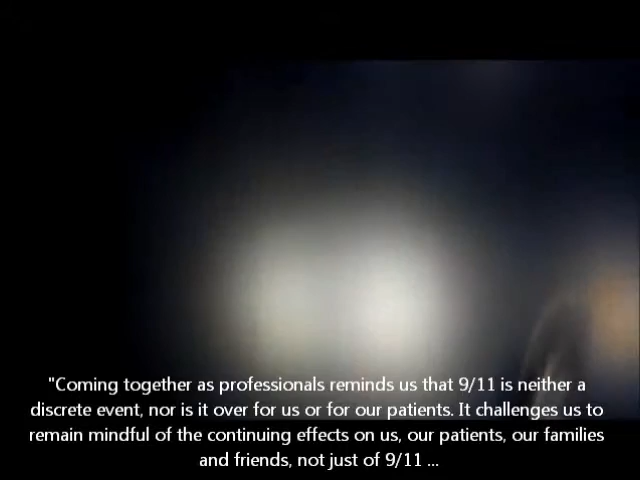 "Coming together as professionals reminds us that 9/11 is neither a
discrete event, nor is it over for us or for our patients. It challenges us to
remain mindful of the continuing effects on us, our patients, our families
and friends, not just of 9/11 ...